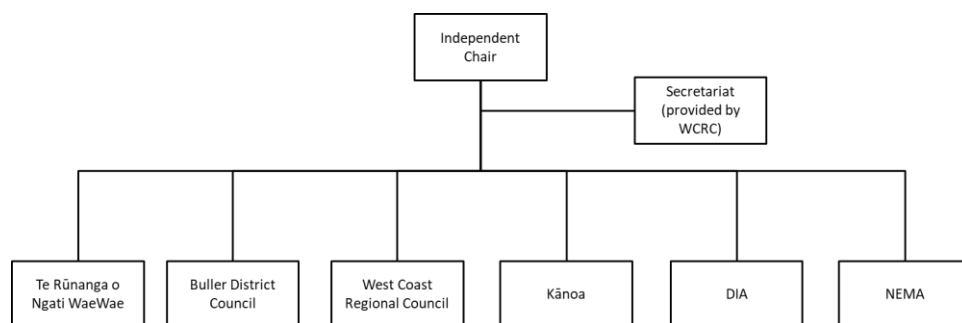 Independent
Chair
Secretariat
(provided by
WCRC)
Te Rūnanga o
Ngati WaeWae
Buller District
Council
West Coast
Regional Council
Kānoa
DIA
NEMA